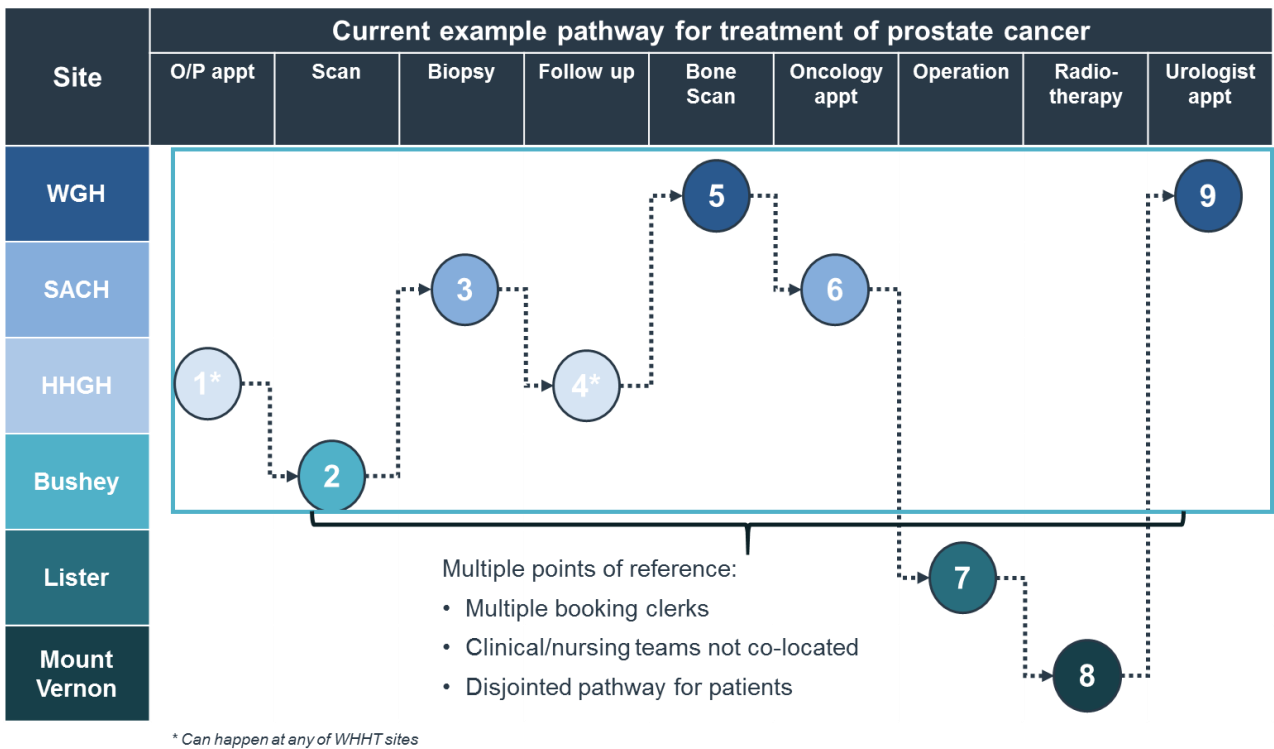 Site
Current example pathway for treatment of prostate cancer
O/P appt
Scan
Biopsy
Follow up
Bone
Scan
Oncology
appt
Operation
Radio-
therapy
Urologist
appt
WGH
5
9
SACH
3
6
HHGH
1*
4*
Bushey
2
Lister
7
Mount
Vernon
8
Multiple points of reference:
• Multiple booking clerks
• Clinical/nursing teams not co-located
• Disjointed pathway for patients
* Can happen at any of WHHT sites